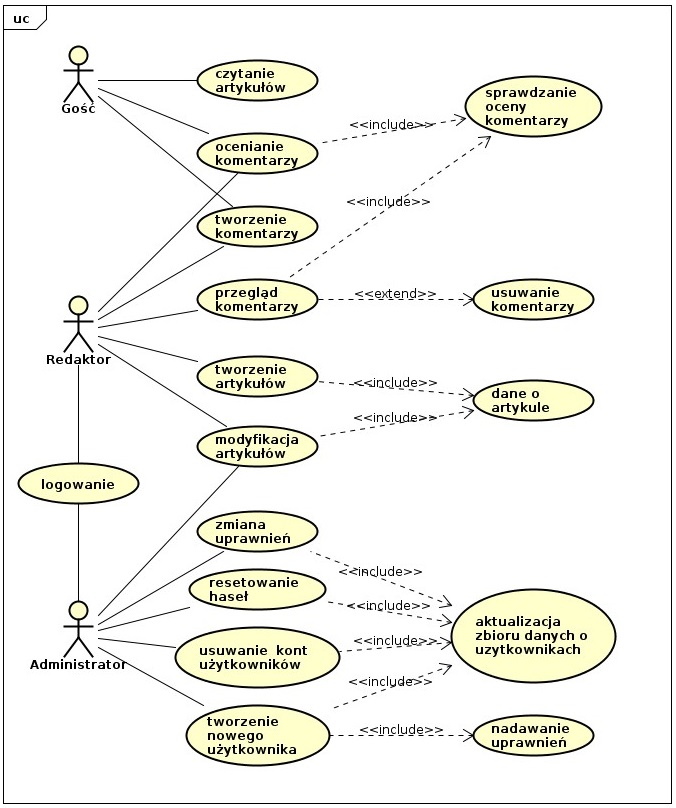 uc
Gość
czytanie
artykułów
sprawdzanie
oceny
komentarzy
<<include>>
ocenianie
komentarzy
<<include>>
tworzenie
komentarzy
przegląd
komentarzy
<<extend>>
usuwanie
komentarzy
Redaktor
tworzenie
artykułów
<<include>>
dane o
artykule
<<include>>
modyfikacja
artykułów
logowanie
zmiana
uprawnień
<<include>>
resetowanie
haseł
<<include>>
aktualizacja
zbioru danych o
uzytkownikach
Administrator
usuwanie kont
użytkowników
<<include>>
<<include>>
tworzenie
nowego
użytkownika
<<include>>
nadawanie
uprawnień